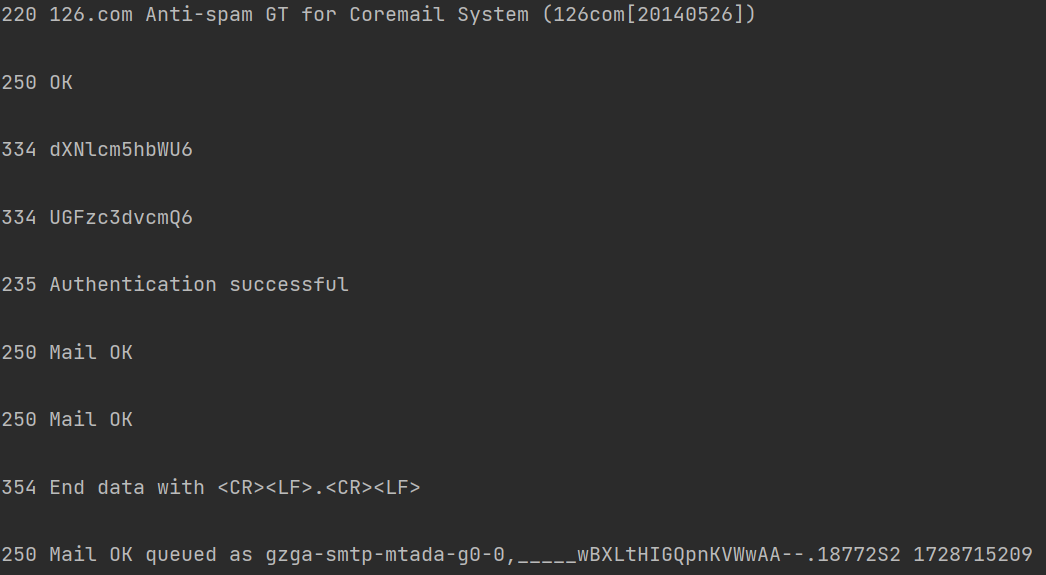 220 126.com Anti-spam GT for Coremail System (126com[20140526])
250 OK
334 dXNlcm5hbWU6
334 UGFzc3dvcmQ6
235 Authentication successful
250 Mail OK
250 Mail OK
354 End data with <CR><LF>.<CR><LF>
250 Mail OK queued as gzga-smtp-mtada-g0-0,_____wBXLtHIGQpnKVWwAA--.18772S2 1728715209